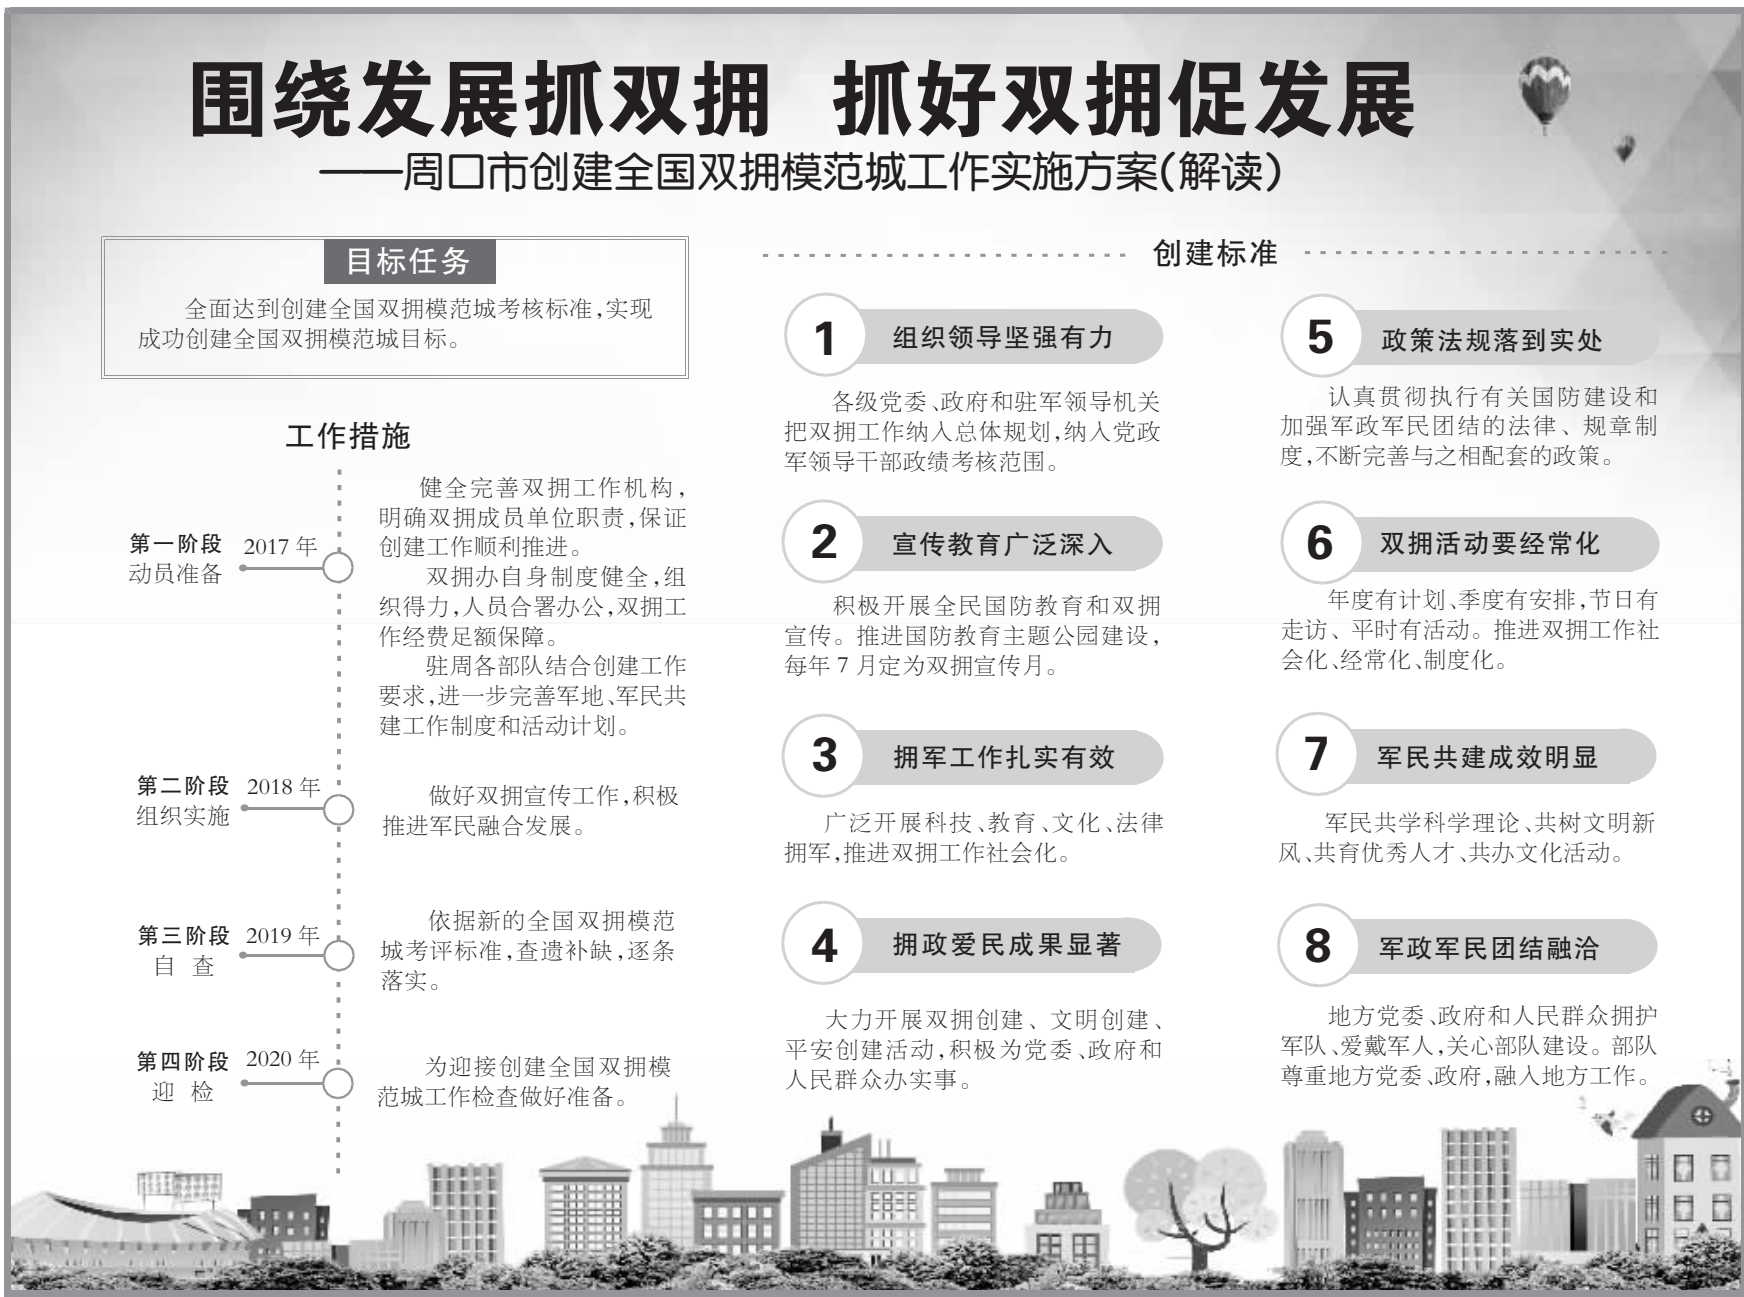 围绕发展抓双拥 抓好双拥促发展
——周口市创建全国双拥模范城工作实施方案(解读)
目标任务
全面达到创建全国双拥模范城考核标准,实现
成功创建全国双拥模范城目标。
工作措施
第一阶段 2017 年
动员准备
健全完善双拥工作机构,
明确双拥成员单位职责,保证
创建工作顺利推进。
双拥办自身制度健全,组
织得力,人员合署办公,双拥工
作经费足额保障。
驻周各部队结合创建工作
要求,进一步完善军地、军民共
建工作制度和活动计划。
第二阶段 2018 年
组织实施
做好双拥宣传工作,积极
推进军民融合发展。
第三阶段 2019 年
自 查
依据新的全国双拥模范
城考评标准,查遗补缺,逐条
落实。
第四阶段 2020 年
迎 检
为迎接创建全国双拥模
范城工作检查做好准备。
创建标准
1 组织领导坚强有力
各级党委、政府和驻军领导机关
把双拥工作纳入总体规划,纳入党政
军领导干部政绩考核范围。
2 宣传教育广泛深入
积极开展全民国防教育和双拥
宣传。推进国防教育主题公园建设,
每年 7 月定为双拥宣传月。
3 拥军工作扎实有效
广泛开展科技、教育、文化、法律
拥军,推进双拥工作社会化。
4 拥政爱民成果显著
大力开展双拥创建、文明创建、
平安创建活动,积极为党委、政府和
人民群众办实事。
5 政策法规落到实处
认真贯彻执行有关国防建设和
加强军政军民团结的法律、规章制
度,不断完善与之相配套的政策。
6 双拥活动要经常化
年度有计划、季度有安排,节日有
走访、平时有活动。推进双拥工作社
会化、经常化、制度化。
7 军民共建成效明显
军民共学科学理论、共树文明新
风、共育优秀人才、共办文化活动。
8 军政军民团结融洽
地方党委、政府和人民群众拥护
军队、爱戴军人,关心部队建设。部队
尊重地方党委、政府,融入地方工作。